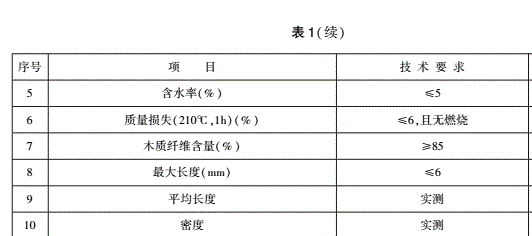 表1(续)
序号 项 目 技 术 要 求
5 含水率(%) ≤5
6 质量损失(210℃,1h)(%) ≤6,且无燃烧
7 木质纤维含量(%) ≥85
8 最大长度(mm) ≤6
9 平均长度 实测
10 密度 实测